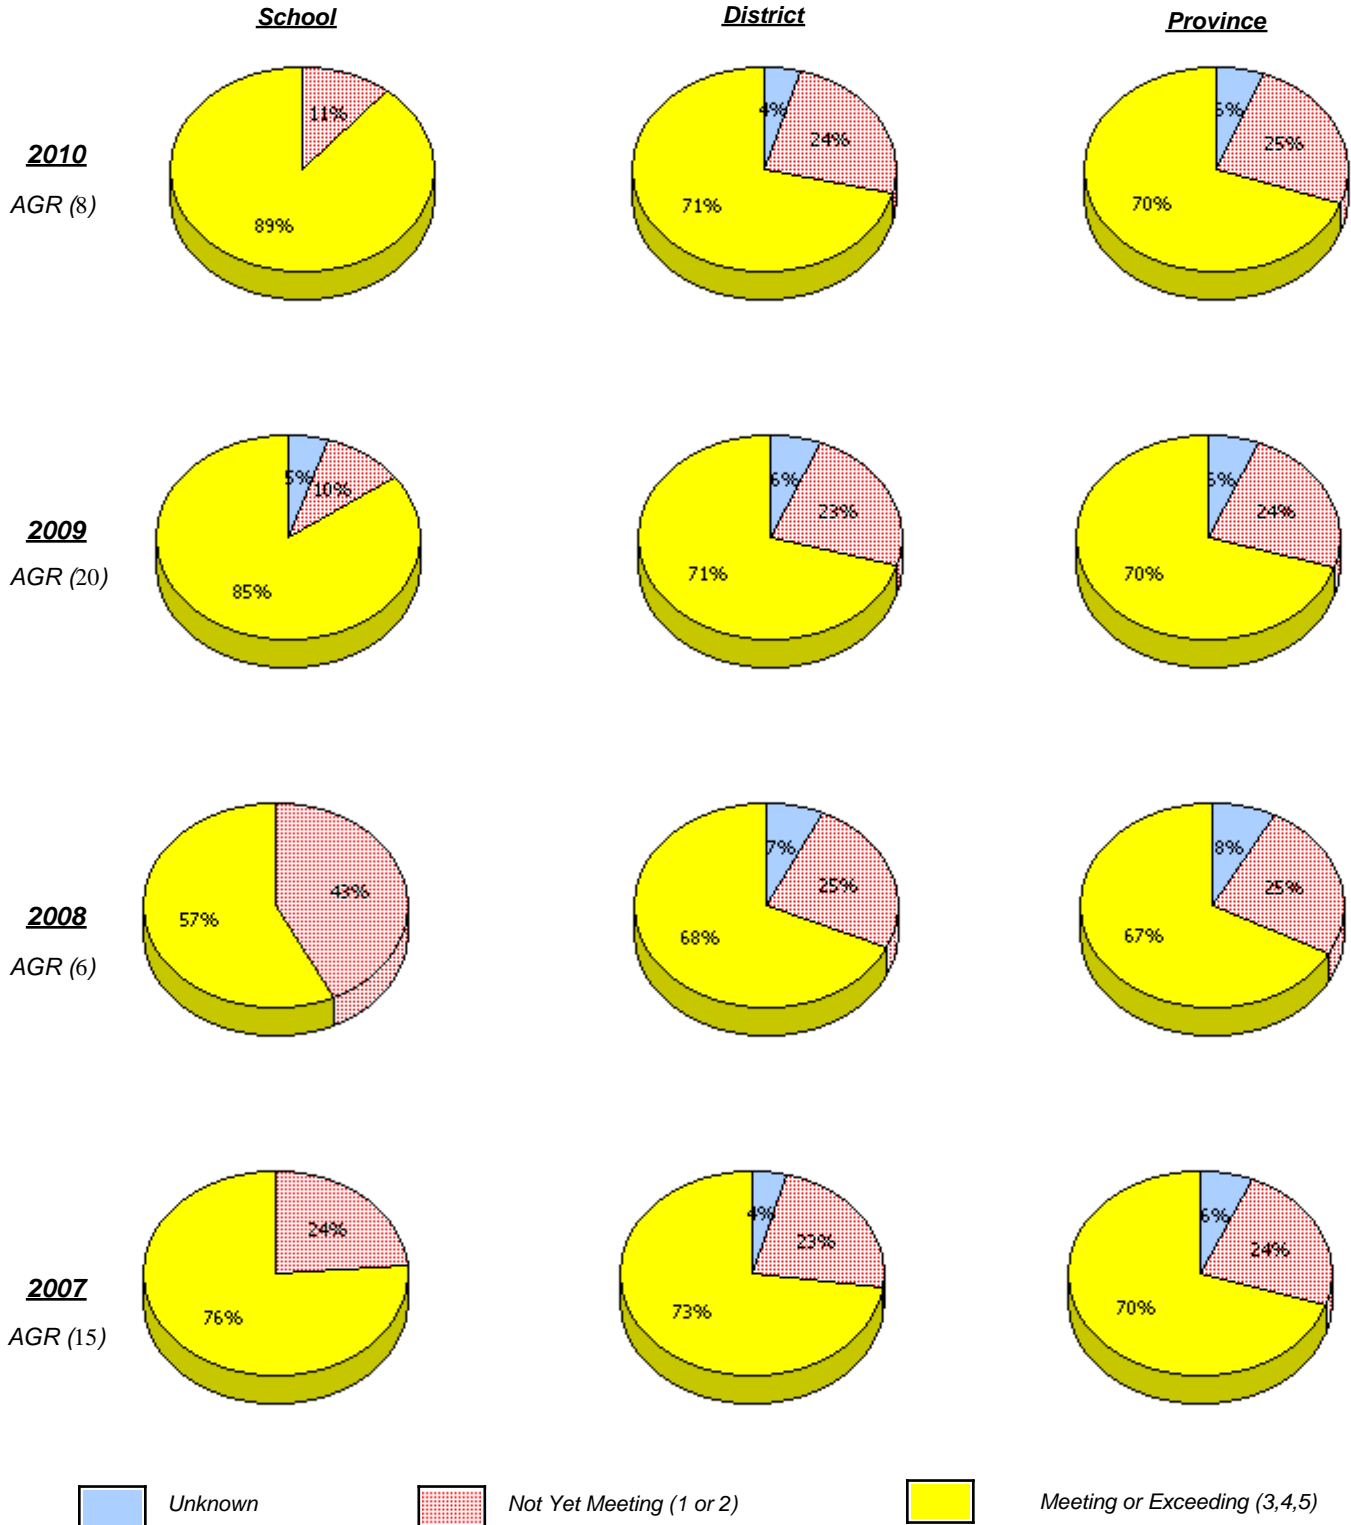 School District Province
11% 4% 24% 5% 25%
2010
AGR (8)
89% 71% 70%
5% 10% 6% 23% 24%
2009
AGR (20)
85% 71% 70%
43% 7% 25% 8% 25%
2008
AGR (6)
57% 68% 67%
24% 4% 23% 6% 24%
2007
AGR (15)
76% 73% 70%
Unknown Not Yet Meeting (1 or 2) Meeting or Exceeding (3,4,5)